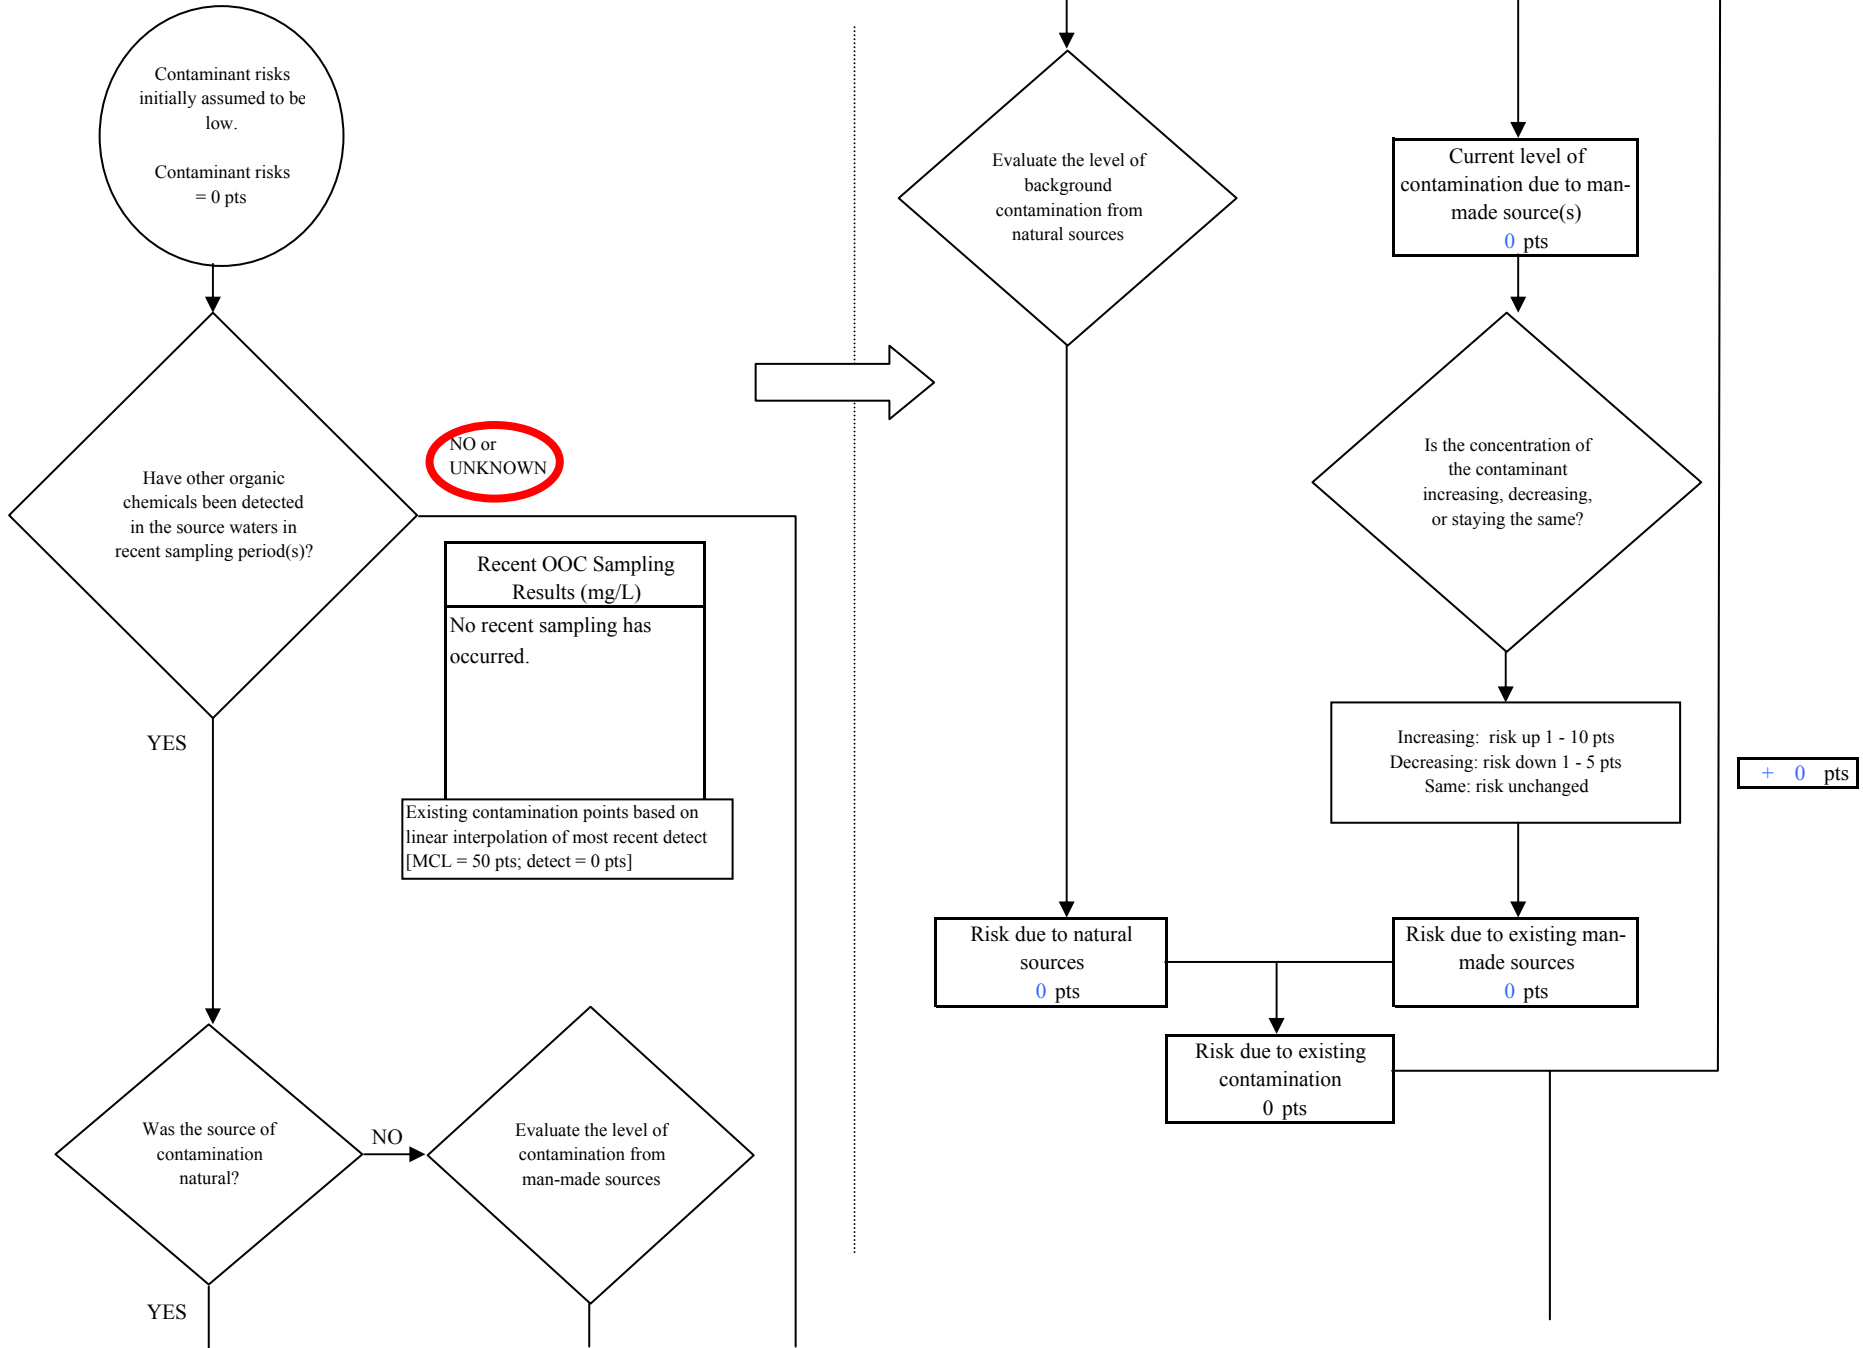 Contaminant risks
initially assumed to be
low.
Contaminant risks
= 0 pts
Have other organic
chemicals been detected
in the source waters in
recent sampling period(s)?
NO or
UNKNOWN
Recent OOC Sampling
Results (mg/L)
No recent sampling has
occurred.
Existing contamination points based on
linear interpolation of most recent detect
[MCL = 50 pts; detect = 0 pts]
YES
Was the source of
contamination
natural?
NO
Evaluate the level of
contamination from
man-made sources
YES
Evaluate the level of
background
contamination from
natural sources
Current level of
contamination due to man-
made source(s)
0 pts
Is the concentration of
the contaminant
increasing, decreasing,
or staying the same?
Increasing: risk up 1 - 10 pts
Decreasing: risk down 1 - 5 pts
Same: risk unchanged
+ 0 pts
Risk due to natural
sources
0 pts
Risk due to existing man-
made sources
0 pts
Risk due to existing
contamination
0 pts